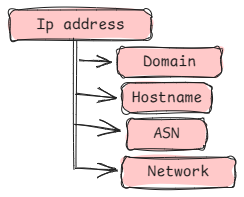 Ip address
Domain
Hostname
ASN
Network